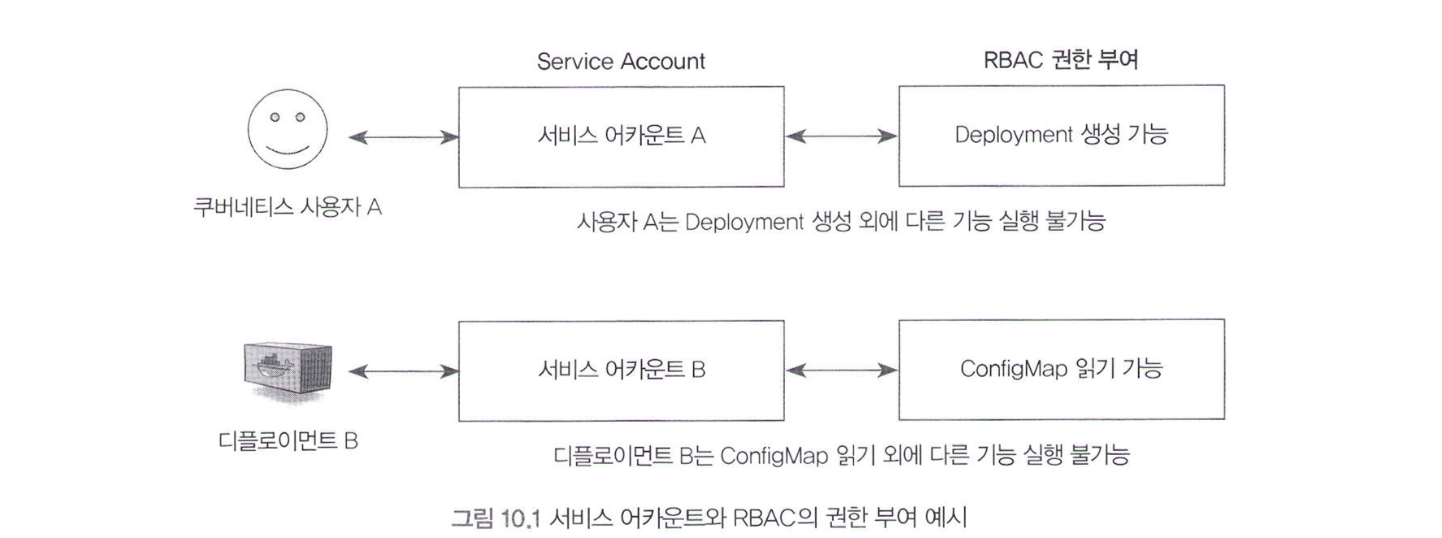 Service Account
RBAC 권한 부여
서비스 어카운트 A
Deployment 생성 가능
쿠버네티스 사용자 A
사용자 A는 Deployment 생성 외에 다른 기능 실행 불가능
서비스 어카운트 B
ConfigMap 읽기 가능
디플로이먼트 B
디플로이먼트 B는 ConfigMap 읽기 외에 다른 기능 실행 불가능
그림 10.1 서비스 어카운트와 RBAC의 권한 부여 예시